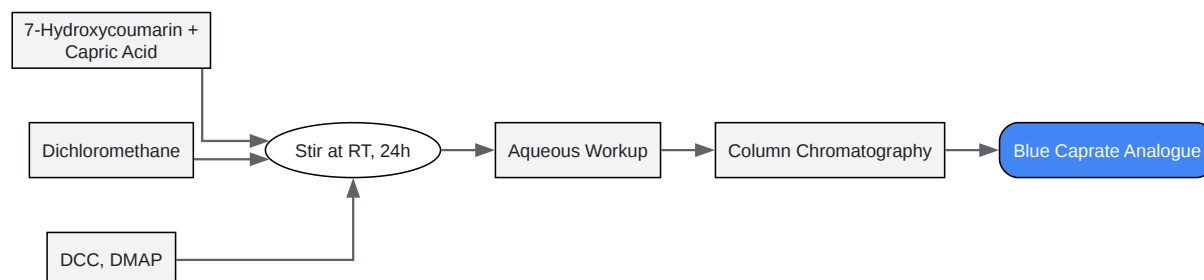 7-Hydroxycoumarin +
Capric Acid
Dichloromethane
DCC, DMAP
Stir at RT, 24h
Aqueous Workup
Column Chromatography
Blue Caprate Analogue